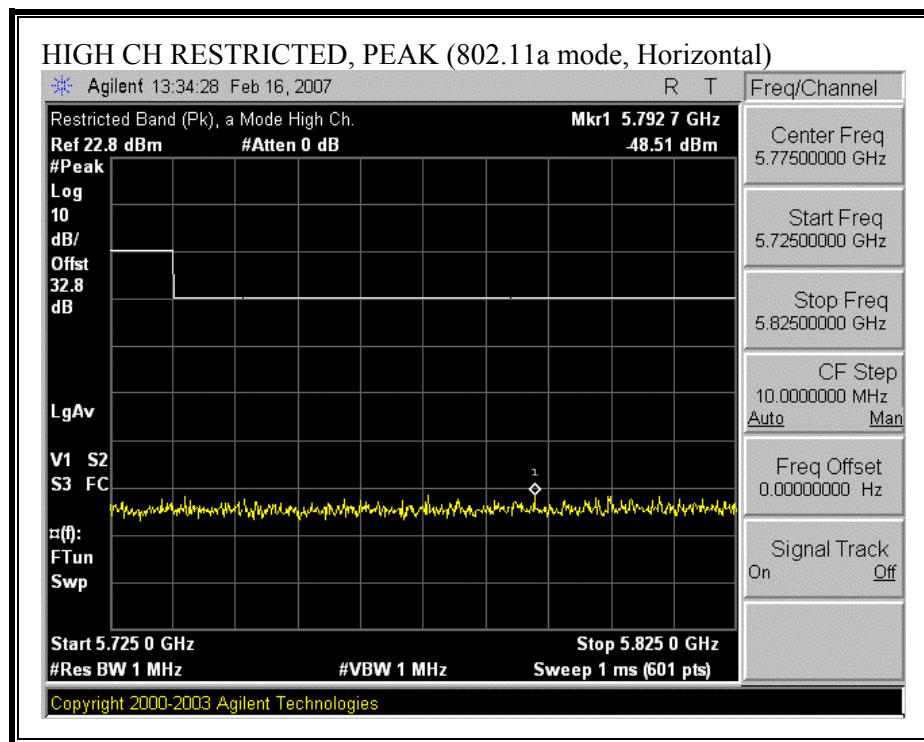 HIGH CH RESTRICTED, PEAK (802.11a mode, Horizontal)
Agilent 13:34:28 Feb 16, 2007 R T
Restricted Band (Pk), a Mode High Ch. Mkr1 5.792 7 GHz
Ref 22.8 dBm #Atten 0 dB -48.51 dBm
#Peak
Log
10
dB/
Offst
32.8
dB
LgAv
V1 S2
S3 FC
¤(f):
FTun
Swp
1
Start 5.725 0 GHz Stop 5.825 0 GHz
#Res BW 1 MHz #VBW 1 MHz Sweep 1 ms (601 pts)
Copyright 2000-2003 Agilent Technologies
Freq/Channel
Center Freq
5.77500000 GHz
Start Freq
5.72500000 GHz
Stop Freq
5.82500000 GHz
CF Step
10.0000000 MHz
Auto Man
Freq Offset
0.00000000 Hz
Signal Track
On Off